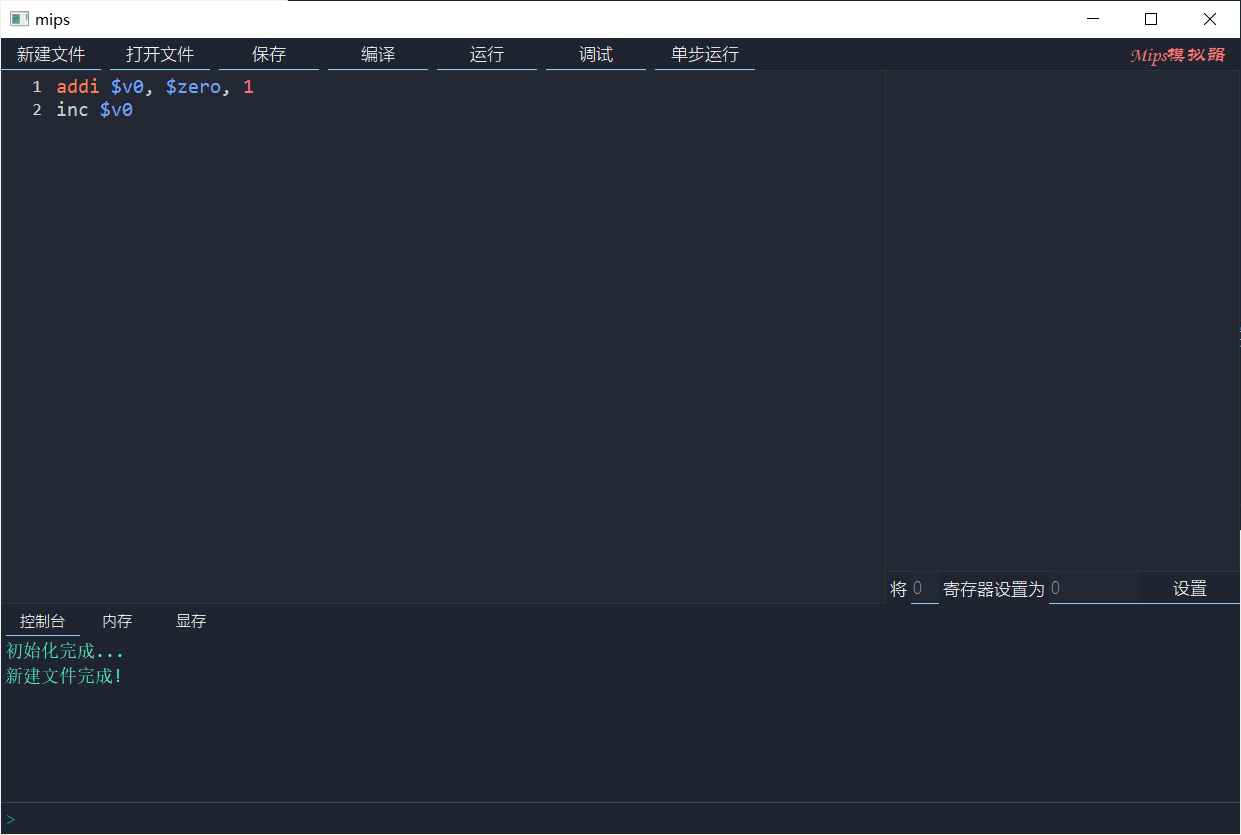 mips
新建文件 打开文件 保存 编译 运行 调试 单步运行 Mips模拟器
1 addi $v0, $zero, 1
2 inc $v0
将 0 寄存器设置为 0 设置
控制台 内存 显存
初始化完成...
新建文件完成!
>